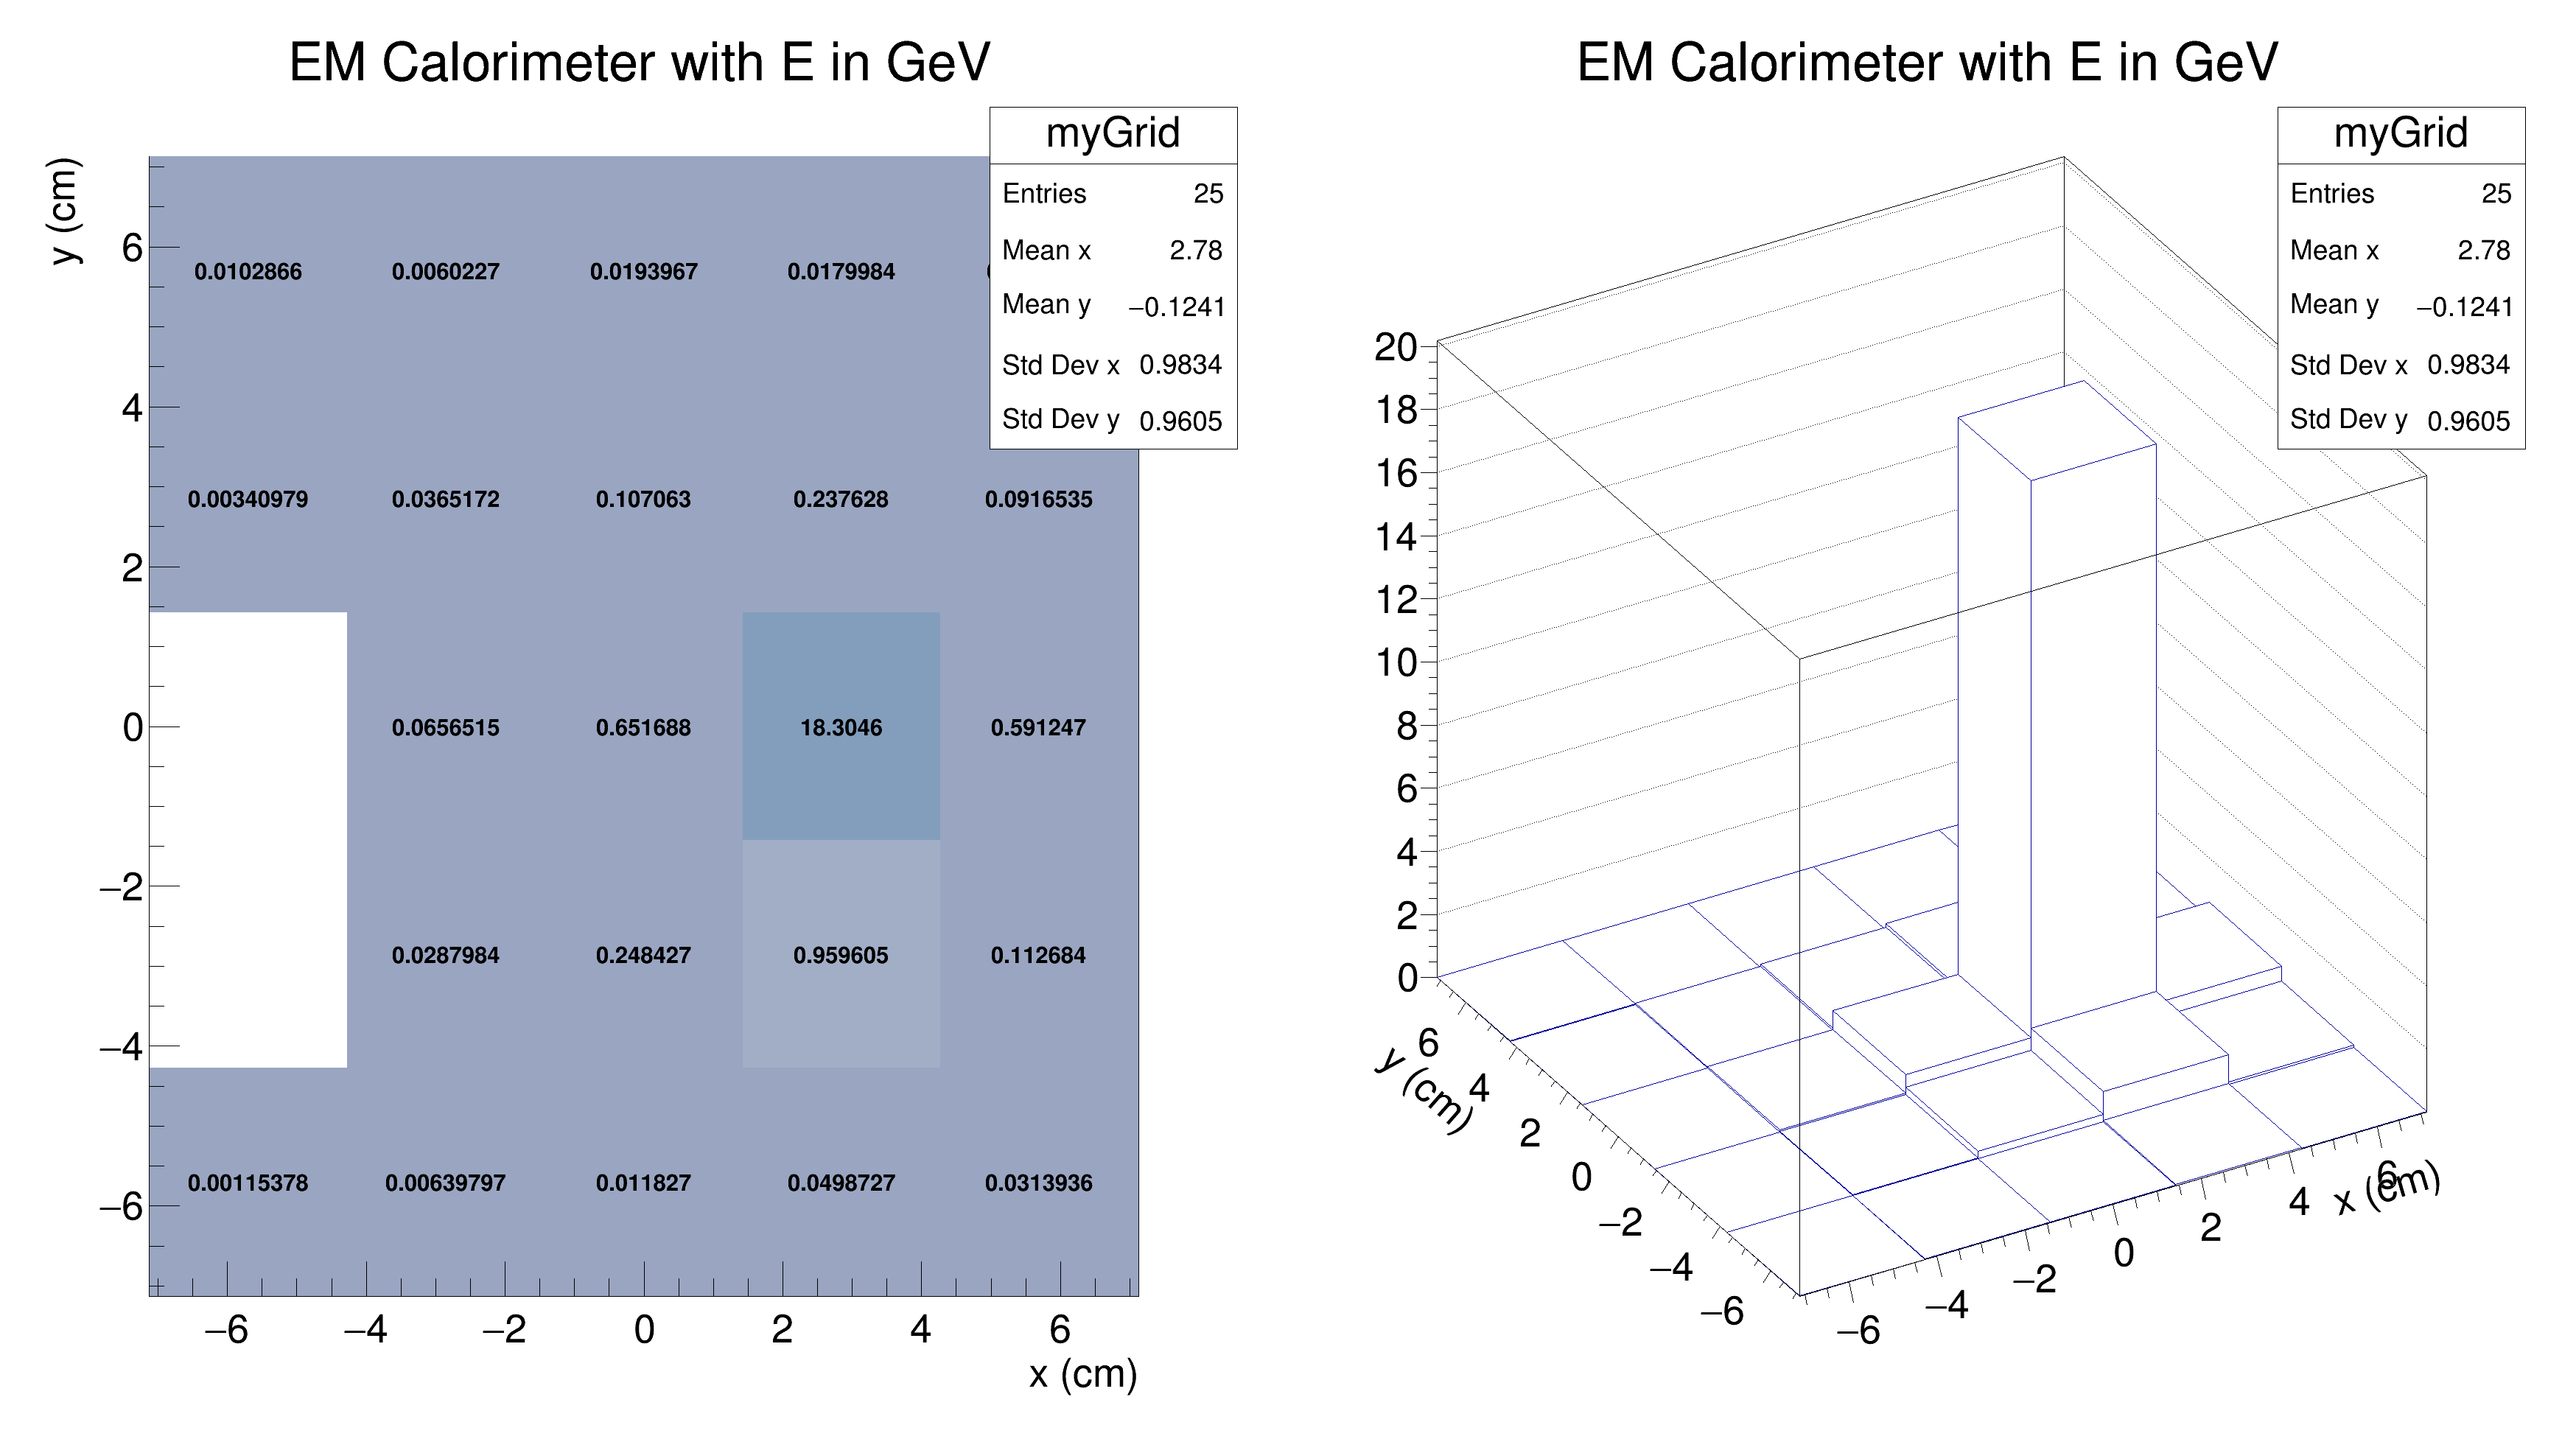 EM Calorimeter with E in GeV
myGrid
Entries 25
Mean x 2.78
Mean y −0.1241
Std Dev x 0.9834
Std Dev y 0.9605
y (cm)
6
4
2
0
−2
−4
−6
0.0102866 0.0060227 0.0193967 0.0179984
0.00340979 0.0365172 0.107063 0.237628 0.0916535
0.0656515 0.651688 18.3046 0.591247
0.0287984 0.248427 0.959605 0.112684
0.00115378 0.00639797 0.011827 0.0498727 0.0313936
−6 −4 −2 0 2 4 6
x (cm)
EM Calorimeter with E in GeV
myGrid
Entries 25
Mean x 2.78
Mean y −0.1241
Std Dev x 0.9834
Std Dev y 0.9605
20
18
16
14
12
10
8
6
4
2
0
6
4
2
0
−2
−4
−6
y (cm)
−6
−4
−2
0
2
4
6
x (cm)